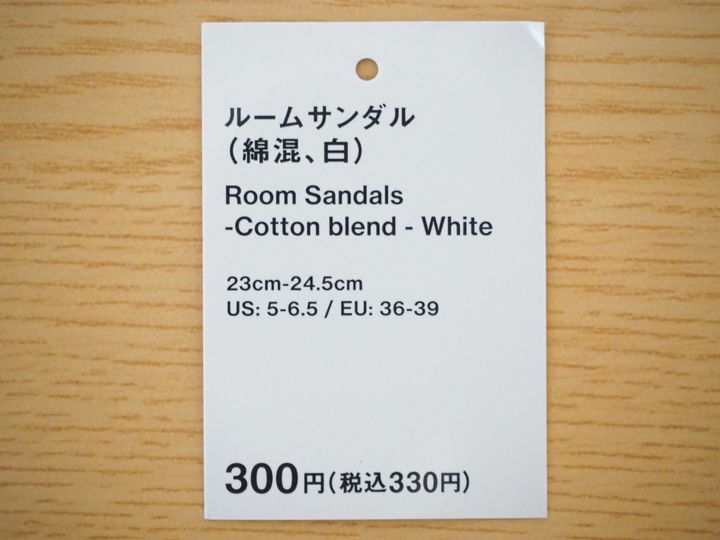 ルームサンダル
（綿混、白）
Room Sandals
-Cotton blend - White
23cm-24.5cm
US: 5-6.5 / EU: 36-39
300円（税込330円）